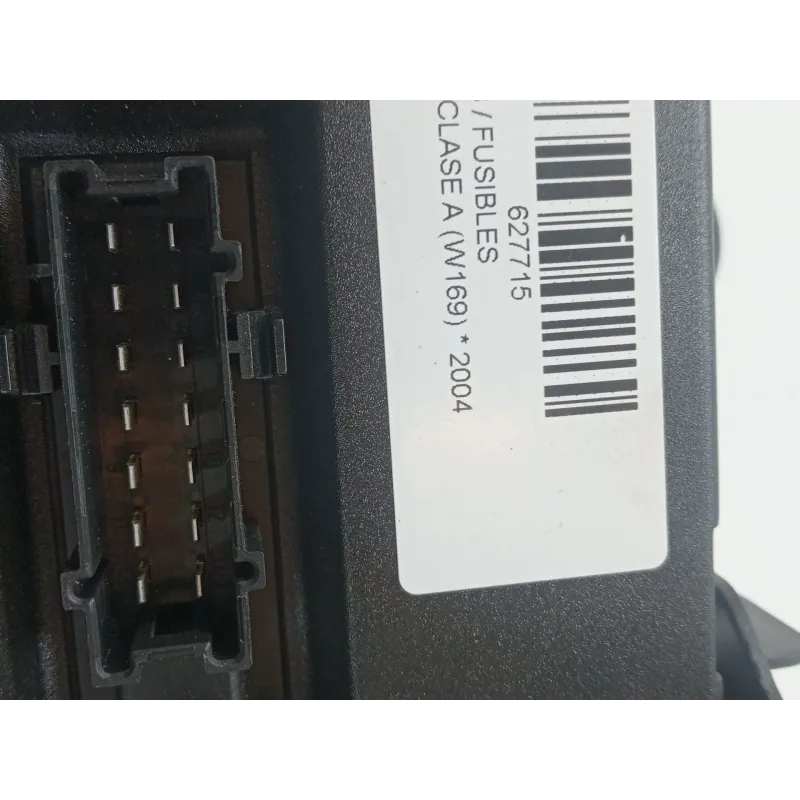 627715
/ FUSIBLES
CLASE A (W169) * 2004